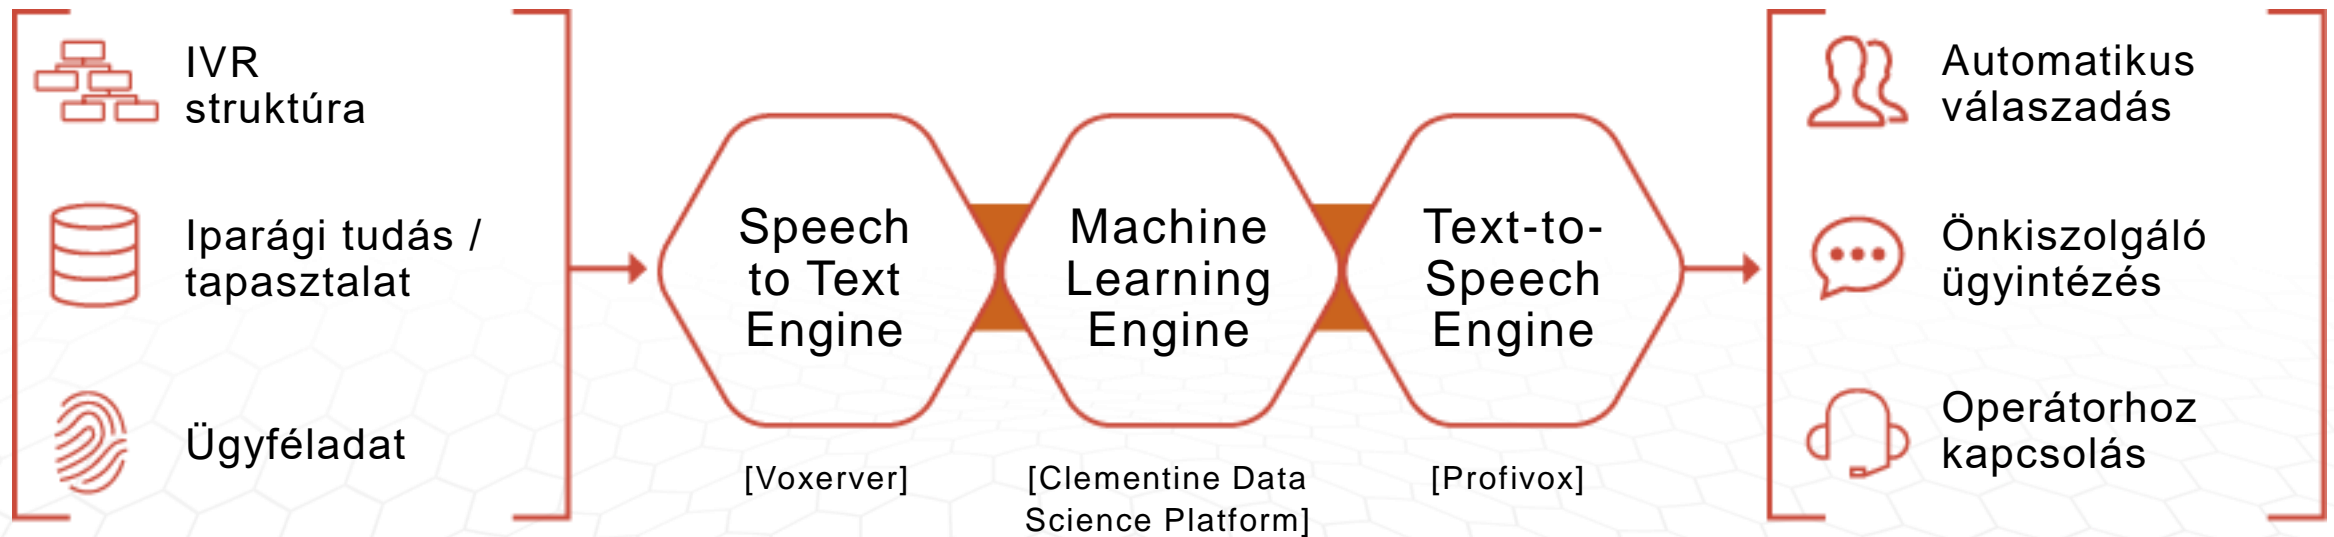 IVR
struktúra
Iparági tudás /
tapasztalat
Ügyféladat
Speech
to Text
Engine
[Voxerver]
Machine
Learning
Engine
[Clementine Data
Science Platform]
Text-to-
Speech
Engine
[Profivox]
Automatikus
válaszadás
Önkiszolgáló
ügyintézés
Operátorhoz
kapcsolás